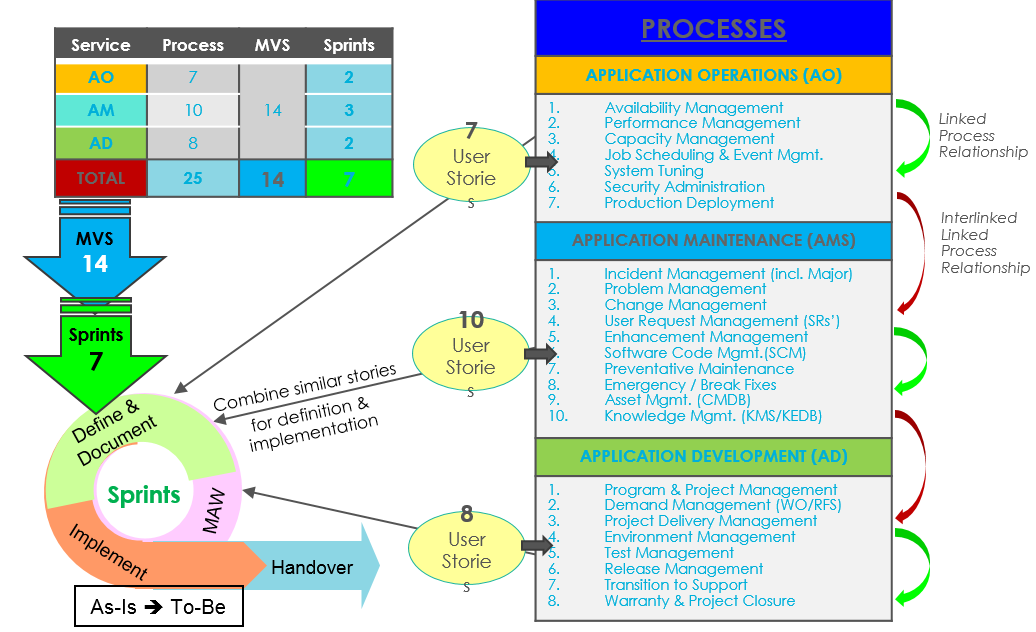 Service Process MVS Sprints
AO 7 2
AM 10 14 3
AD 8 2
TOTAL 25 14 7
MVS
14
Sprints
7
Define &
Document
Sprints
MAW
Implement
Handover
As-Is ➔ To-Be
Combine similar stories
for definition &
implementation
7
User
Storie
s
10
User
Storie
s
8
User
Storie
s
PROCESSES
APPLICATION OPERATIONS (AO)
1. Availability Management
2. Performance Management
3. Capacity Management
4. Job Scheduling & Event Mgmt.
5. System Tuning
6. Security Administration
7. Production Deployment
APPLICATION MAINTENANCE (AMS)
1. Incident Management (incl. Major)
2. Problem Management
3. Change Management
4. User Request Management (SRs’)
5. Enhancement Management
6. Software Code Mgmt.(SCM)
7. Preventative Maintenance
8. Emergency / Break Fixes
9. Asset Mgmt. (CMDB)
10. Knowledge Mgmt. (KMS/KEDB)
APPLICATION DEVELOPMENT (AD)
1. Program & Project Management
2. Demand Management (WO/RFS)
3. Project Delivery Management
4. Environment Management
5. Test Management
6. Release Management
7. Transition to Support
8. Warranty & Project Closure
Linked
Process
Relationship
Interlinked
Linked
Process
Relationship